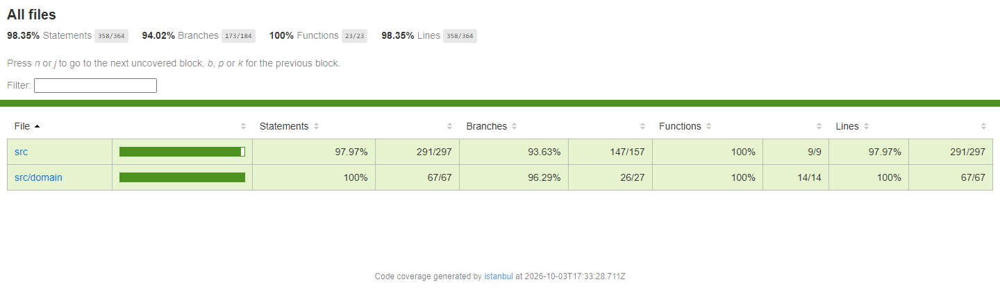 All files
98.35% Statements 358/364 94.02% Branches 173/184 100% Functions 23/23 98.35% Lines 358/364
Press n or j to go to the next uncovered block, b, p or k for the previous block.
Filter:
File Statements Branches Functions Lines
src 97.97% 291/297 93.63% 147/157 100% 9/9 97.97% 291/297
src/domain 100% 67/67 96.29% 26/27 100% 14/14 100% 67/67
Code coverage generated by istanbul at 2026-10-03T17:33:28.711Z